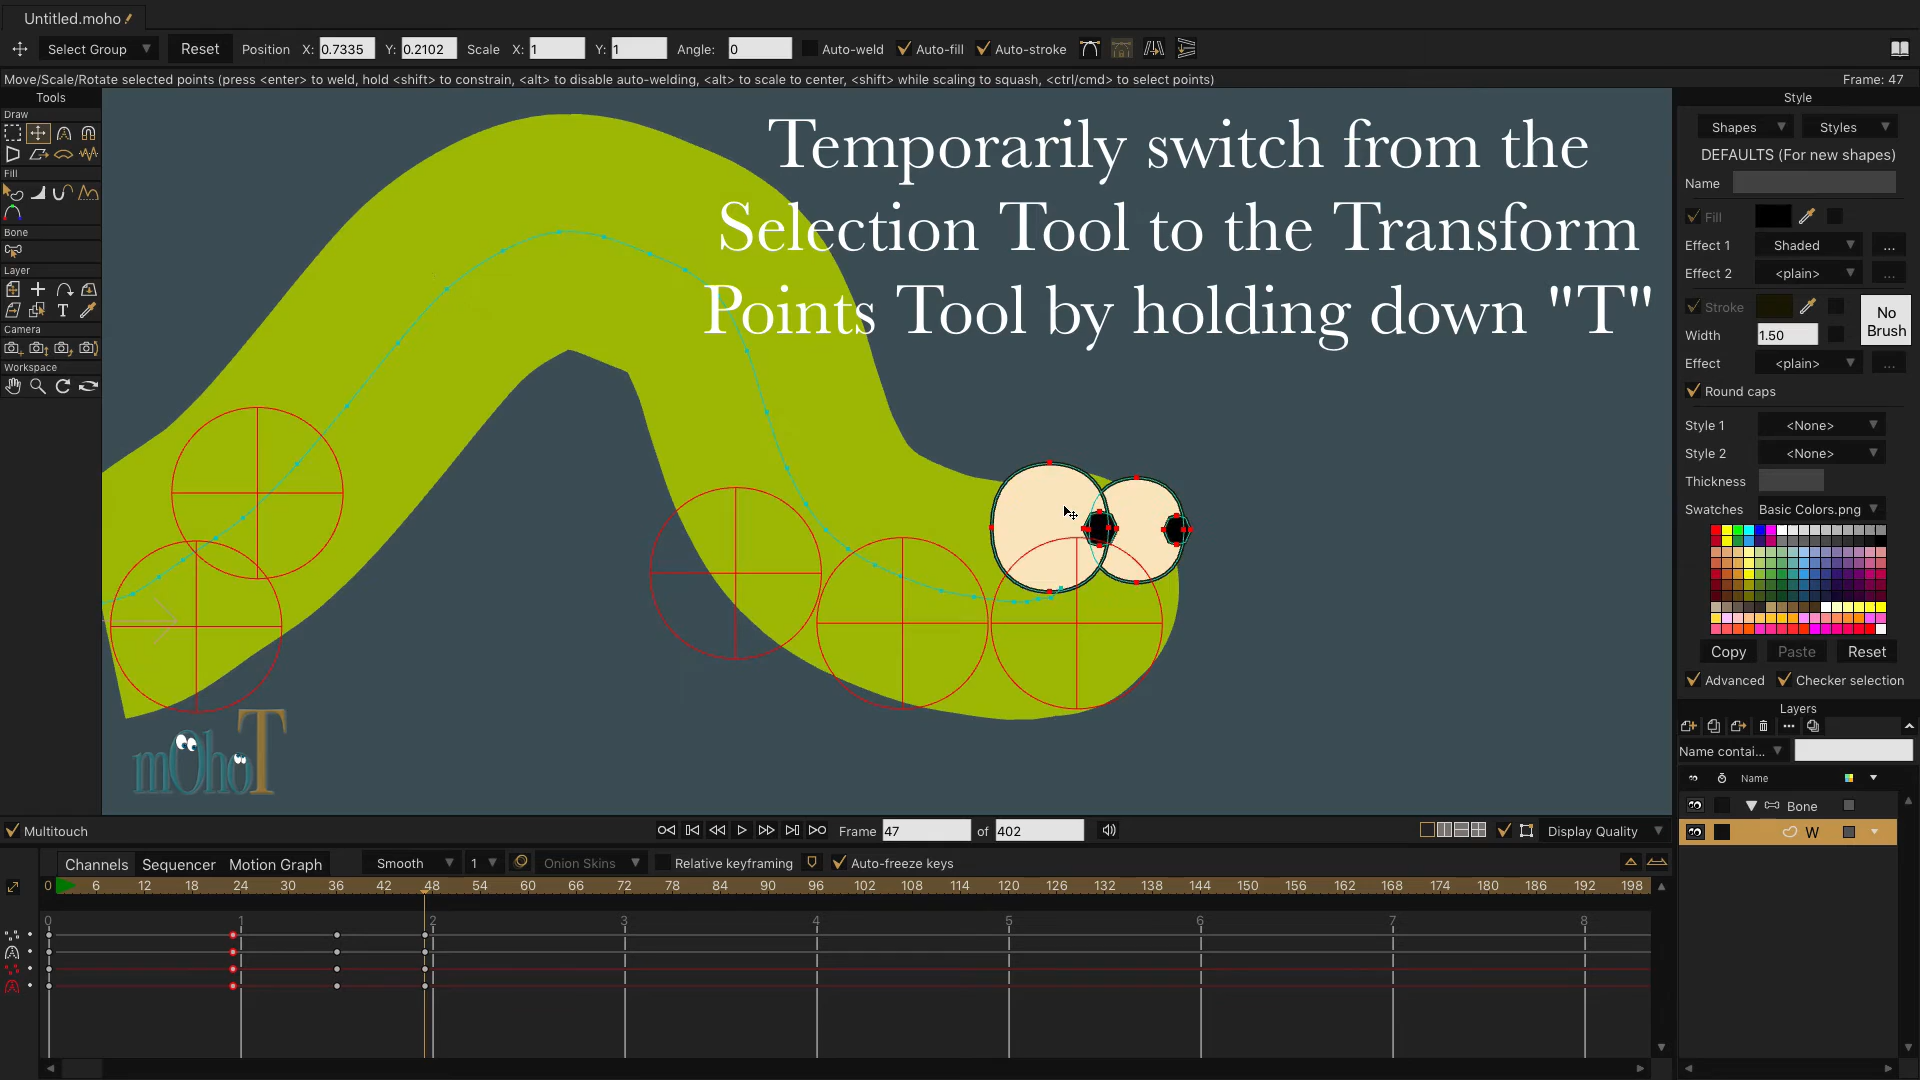 Untitled.moho
Select Group Reset Position X: 0.7335 Y: 0.2102 Scale X: 1 Y: 1 Angle: 0 Auto-weld Auto-fill Auto-stroke
Move/Scale/Rotate selected points (press <enter> to weld, hold <shift> to constrain, <alt> to disable auto-welding, <alt> to scale to center, <shift> while scaling to squash, <ctrl/cmd> to select points) Frame: 47
Tools
Draw
Fill
Bone
Layer
T
Camera
Workspace
Temporarily switch from the
Selection Tool to the Transform
Points Tool by holding down "T"
mOhoT
Style
Shapes Styles
DEFAULTS (For new shapes)
Name
Fill
Effect 1 Shaded ...
Effect 2 <plain> ...
Stroke
No
Brush
Width 1.50
Effect <plain> ...
Round caps
Style 1 <None>
Style 2 <None>
Thickness
Swatches Basic Colors.png
Copy Paste Reset
Advanced Checker selection
Layers
Name contai...
Name
Bone
W
Multitouch Frame 47 of 402 Display Quality
Channels Sequencer Motion Graph Smooth 1 Onion Skins Relative keyframing Auto-freeze keys
0 6 12 18 24 30 36 42 48 54 60 66 72 78 84 90 96 102 108 114 120 126 132 138 144 150 156 162 168 174 180 186 192 198
0 1 2 3 4 5 6 7 8